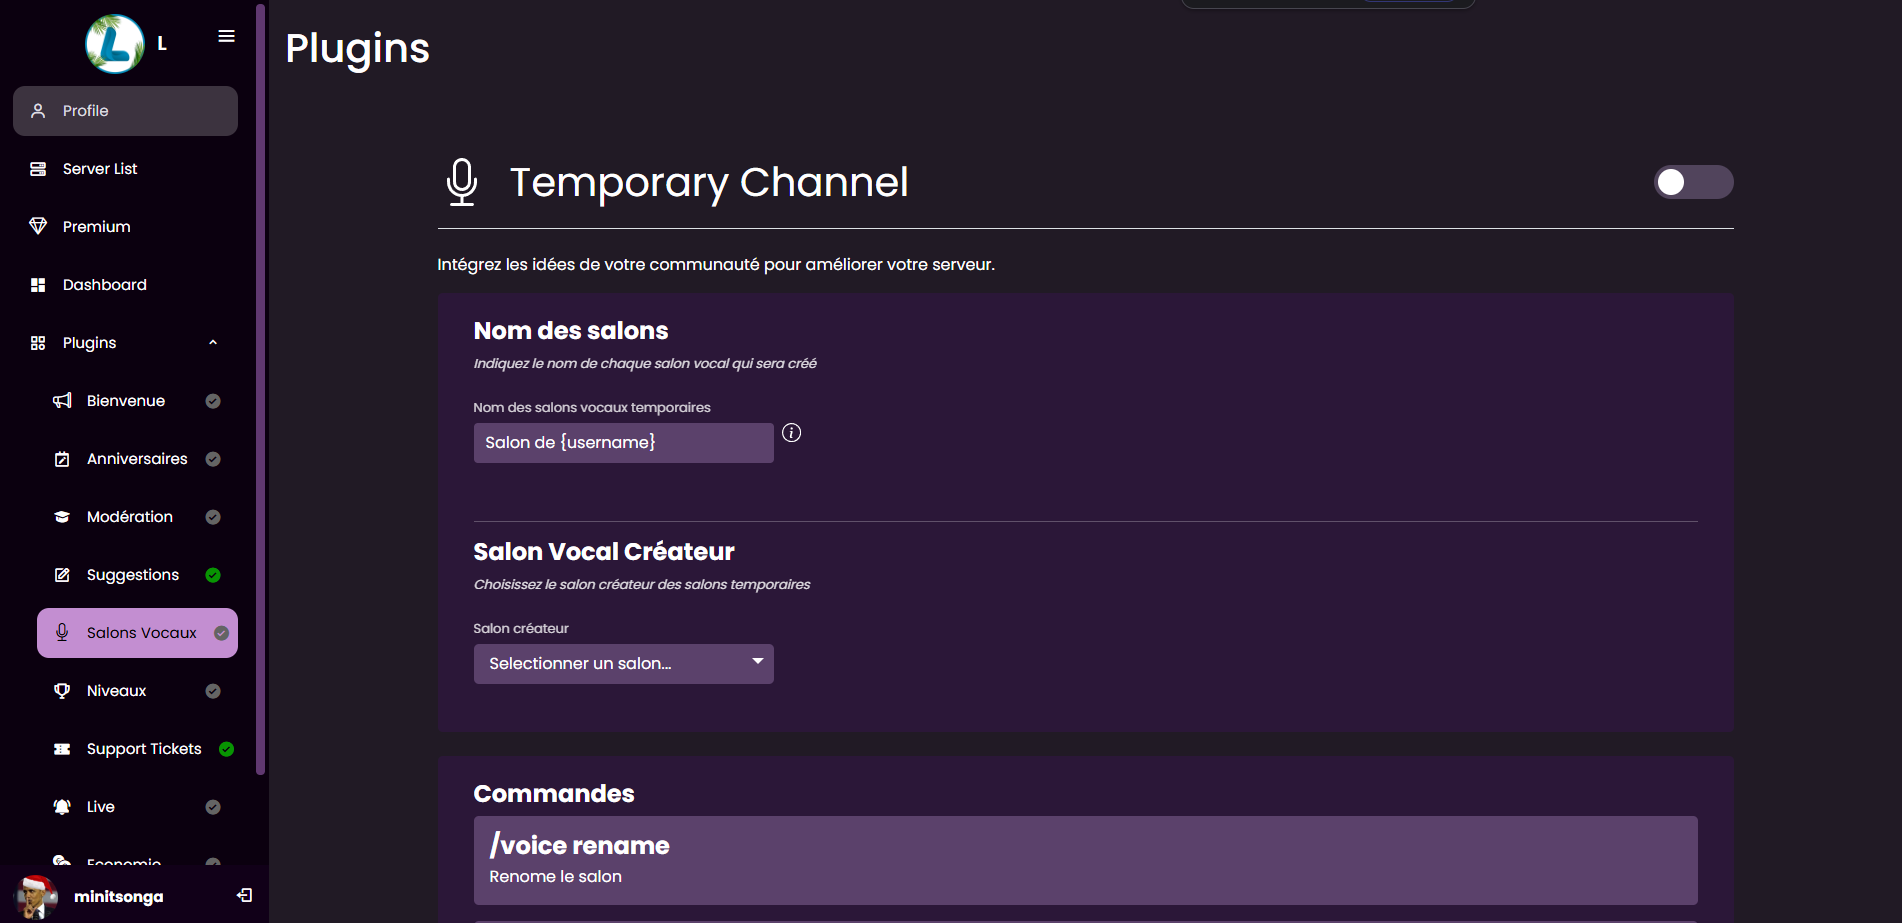 L
Profile
Server List
Premium
Dashboard
Plugins
Bienvenue
Anniversaires
Modération
Suggestions
Salons Vocaux
Niveaux
Support Tickets
Live
Economie
minitsonga
Plugins
Temporary Channel
Intégrez les idées de votre communauté pour améliorer votre serveur.
Nom des salons
Indiquez le nom de chaque salon vocal qui sera créé
Nom des salons vocaux temporaires
Salon de {username}
Salon Vocal Créateur
Choisissez le salon créateur des salons temporaires
Salon créateur
Selectionner un salon...
Commandes
/voice rename
Renome le salon